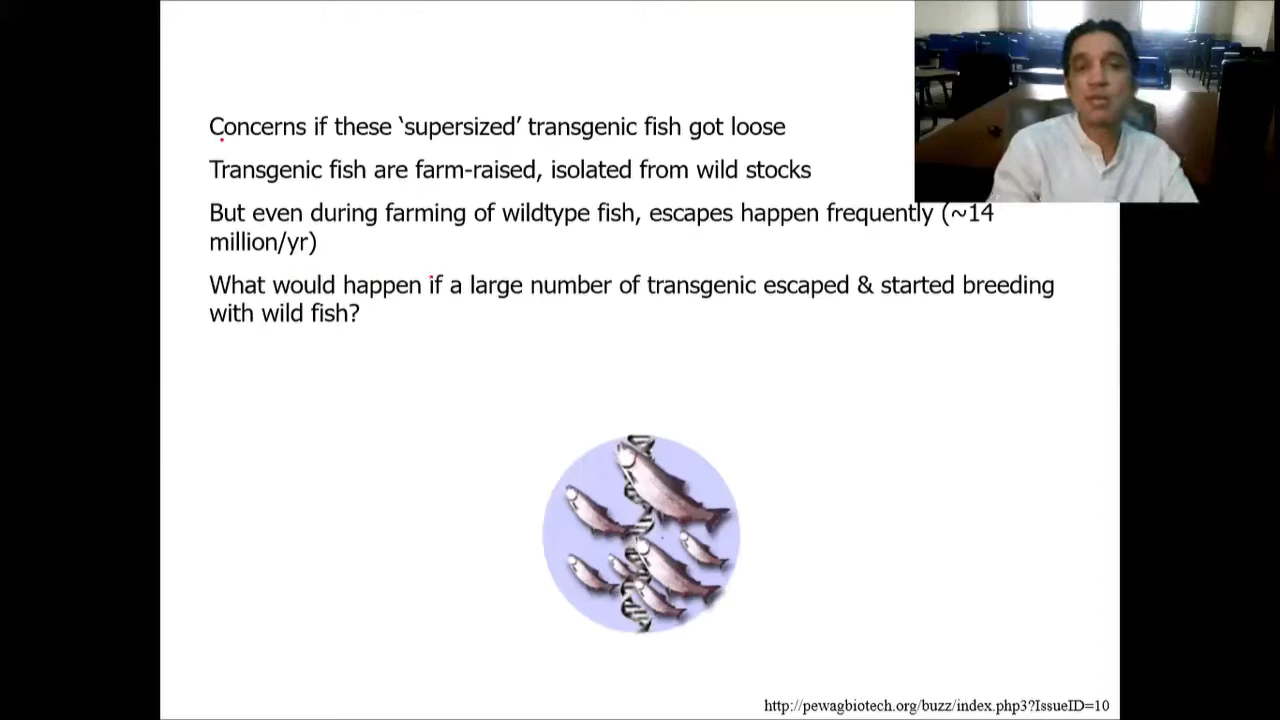 Concerns if these ‘supersized’ transgenic fish got loose
Transgenic fish are farm-raised, isolated from wild stocks
But even during farming of wildtype fish, escapes happen frequently (~14
million/yr)
What would happen if a large number of transgenic escaped & started breeding
with wild fish?
http://pewagbiotech.org/buzz/index.php3?IssueID=10